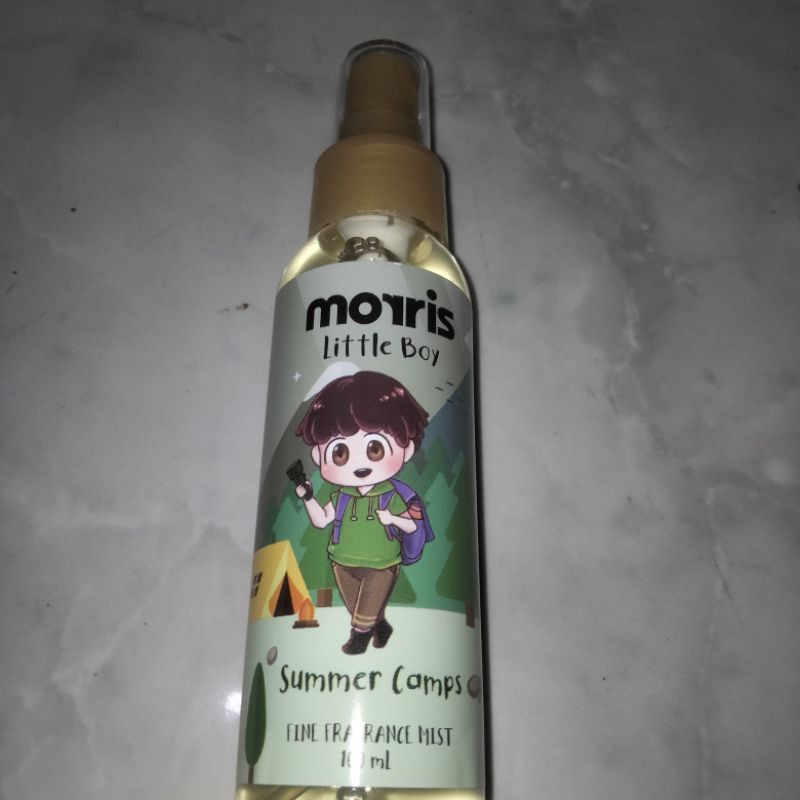 morris
Little Boy
Summer Camps
FINE FRAGRANCE MIST
100 mL